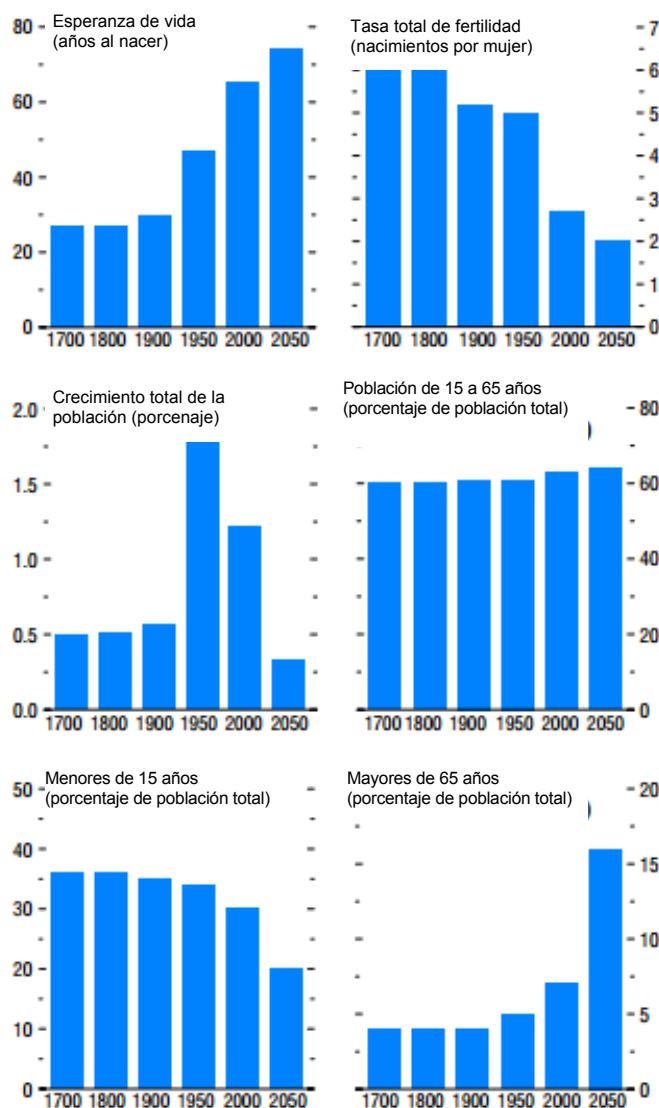 Esperanza de vida
(años al nacer)
80
60
40
20
0
1700 1800 1900 1950 2000 2050
Tasa total de fertilidad
(nacimientos por mujer)
7
6
5
4
3
2
1
0
1700 1800 1900 1950 2000 2050
Crecimiento total de la
población (porcenaje)
2.0
1.5
1.0
0.5
0.0
1700 1800 1900 1950 2000 2050
Población de 15 a 65 años
(porcentaje de población total)
80
60
40
20
0
1700 1800 1900 1950 2000 2050
Menores de 15 años
(porcentaje de población total)
50
40
30
20
10
0
1700 1800 1900 1950 2000 2050
Mayores de 65 años
(porcentaje de población total)
20
15
10
5
0
1700 1800 1900 1950 2000 2050